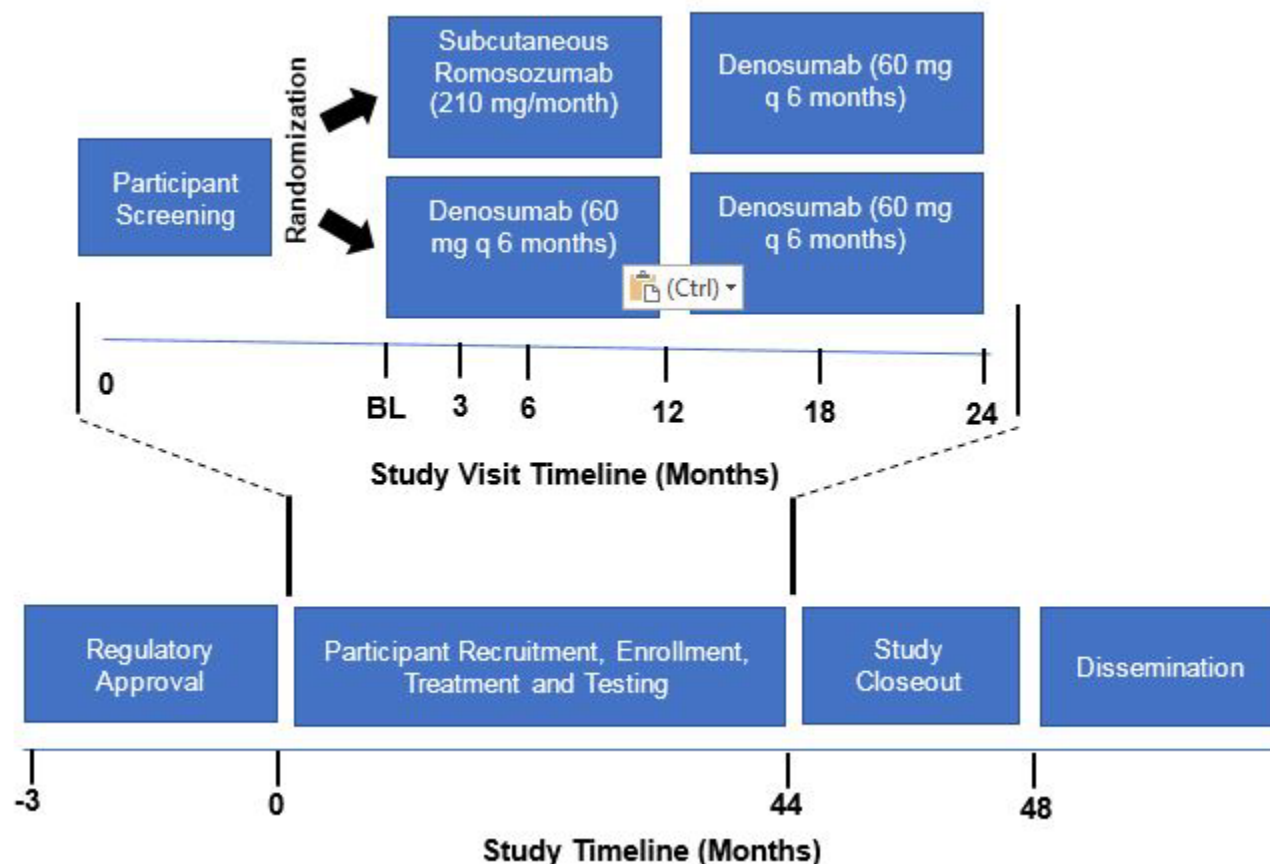 Subcutaneous
Romosozumab
(210 mg/month)
Denosumab (60 mg
q 6 months)
Randomization
Participant
Screening
Denosumab (60
mg q 6 months)
Denosumab (60 mg
q 6 months)
(Ctrl)
0
BL 3 6 12 18 24
Study Visit Timeline (Months)
Regulatory
Approval
Participant Recruitment, Enrollment,
Treatment and Testing
Study
Closeout
Dissemination
-3 0 44 48
Study Timeline (Months)